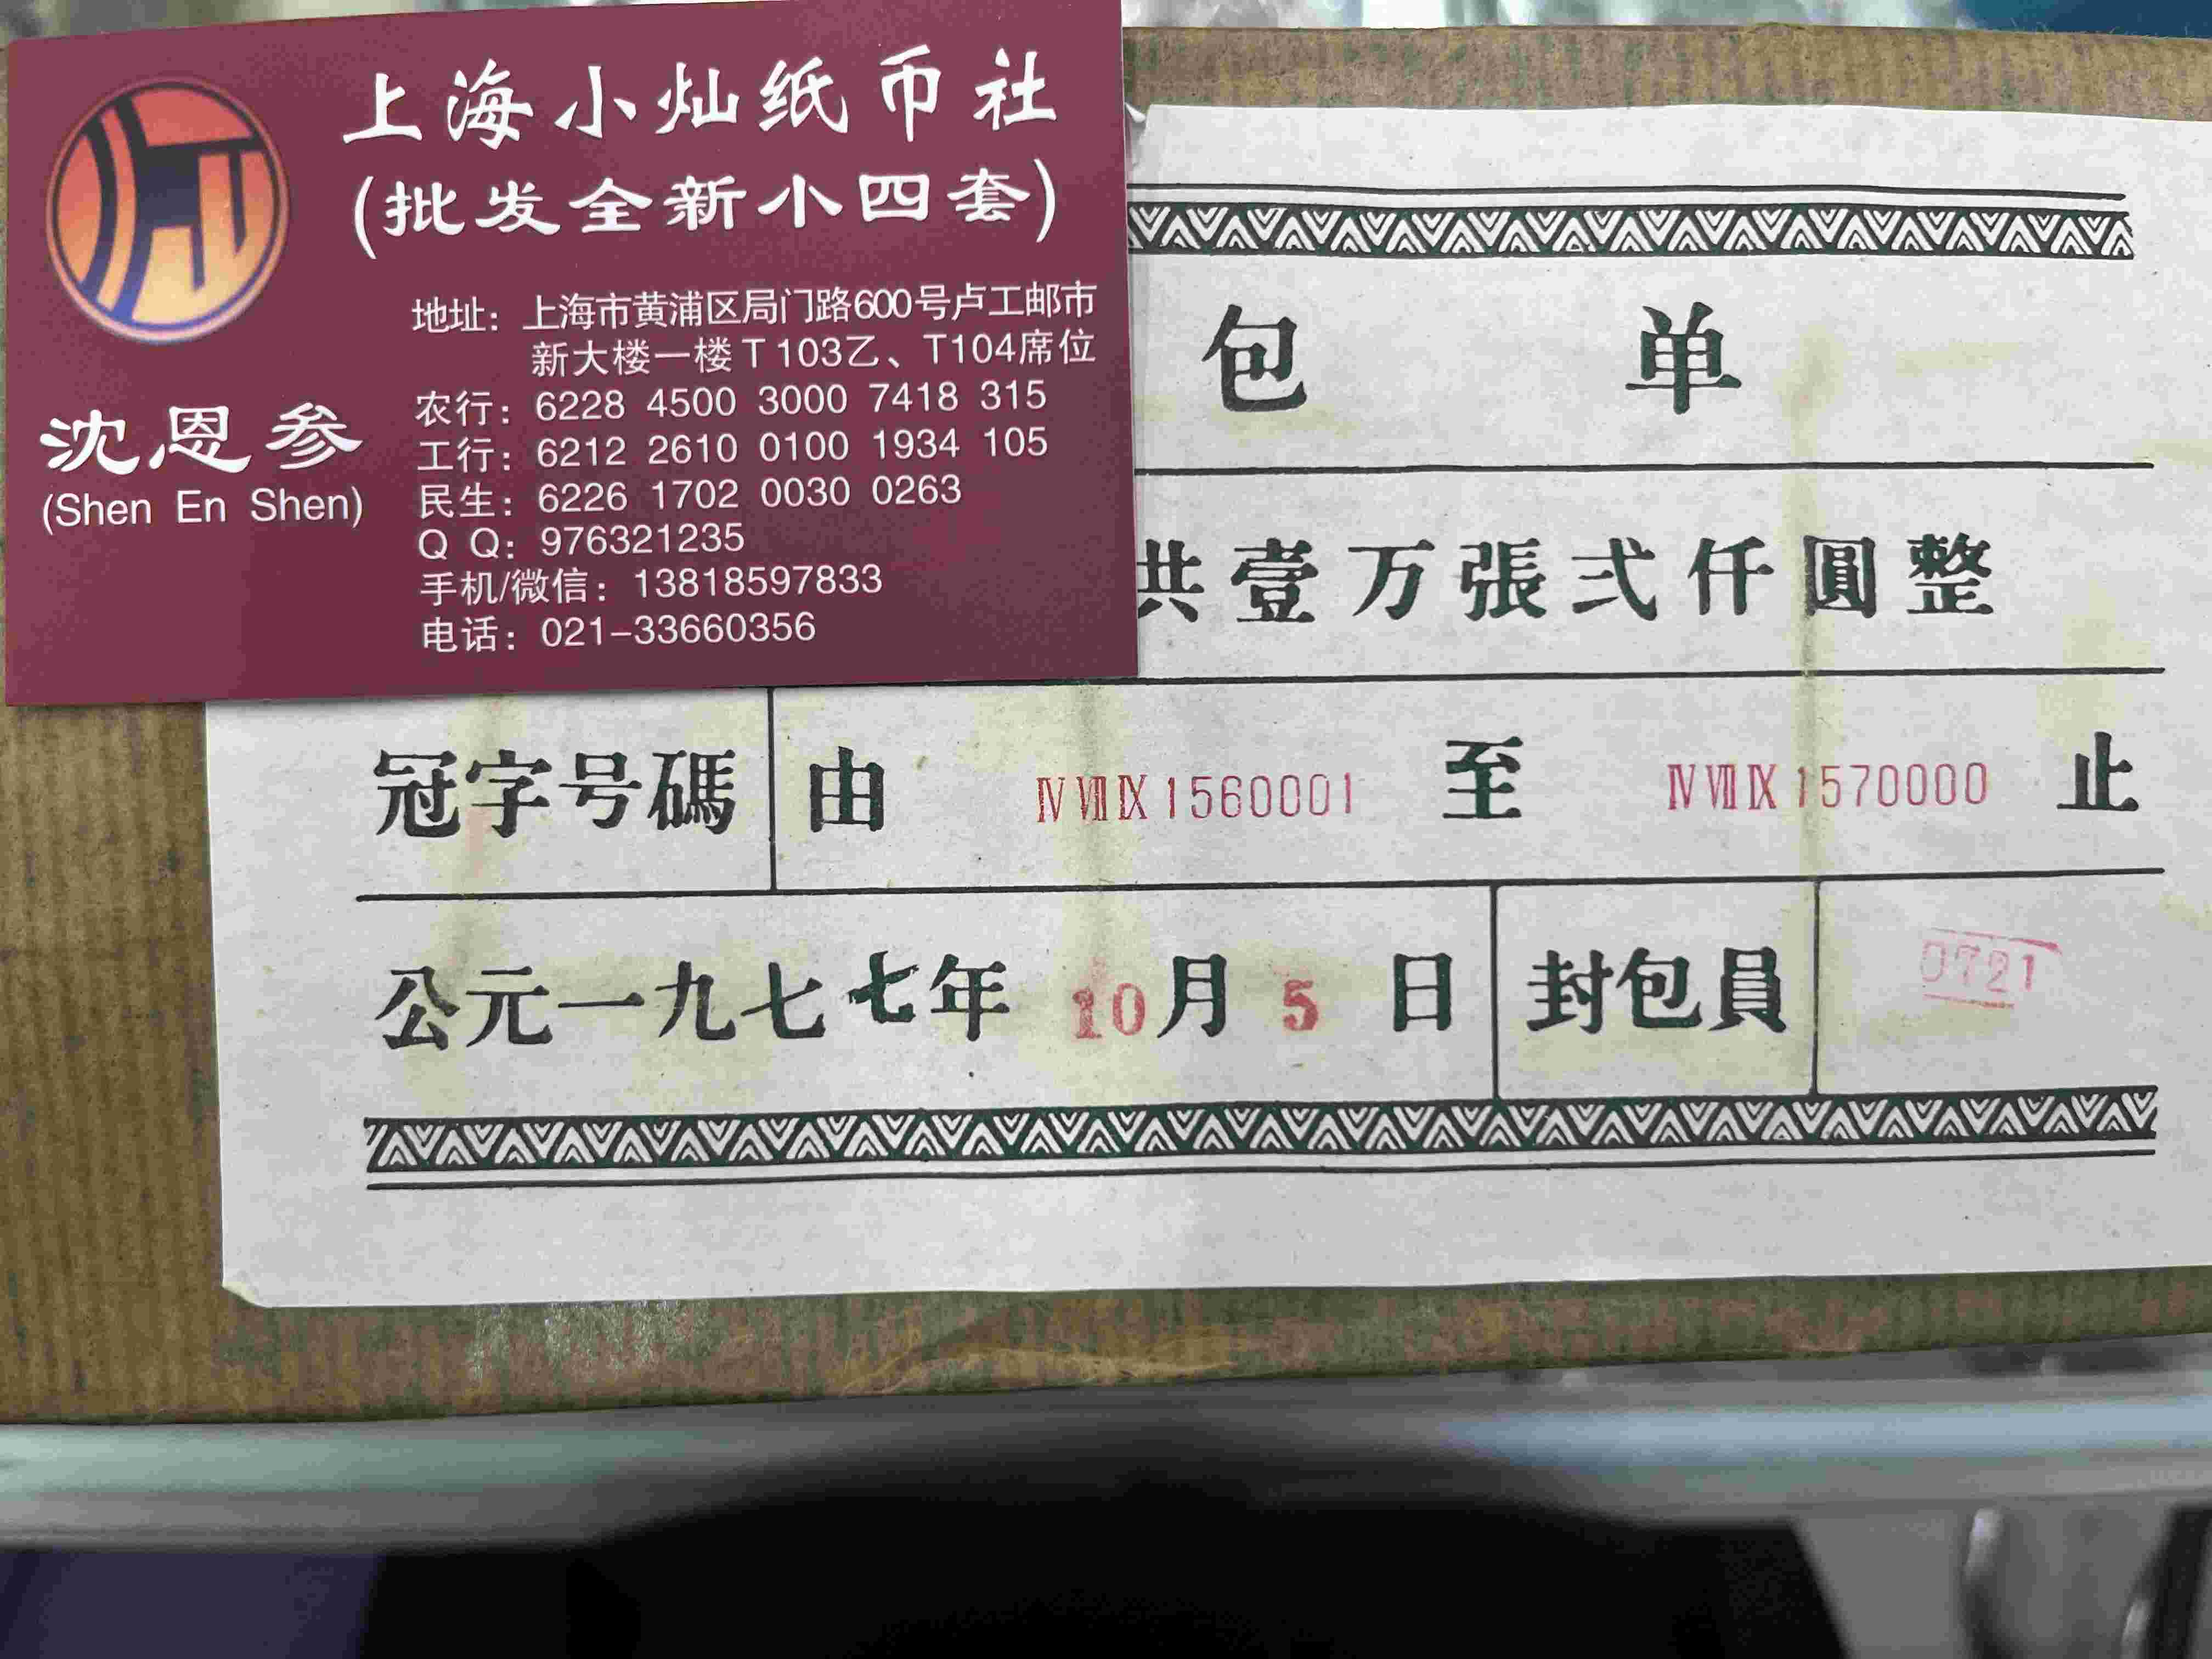 上海小灿纸币社
(批发全新小四套)
地址：上海市黄浦区局门路600号卢工邮市
新大楼一楼T103乙、T104席位
沈恩参
(Shen En Shen)
农行：6228 4500 3000 7418 315
工行：6212 2610 0100 1934 105
民生：6226 1702 0030 0263
Q Q：976321235
手机/微信：13818597833
电话：021-33660356
包单
共壹万張弍仟圓整
冠字号碼 由 ⅣⅧⅨ1560001 至 ⅣⅧⅨ1570000 止
公元一九七七年 10月 5日 封包員 0721